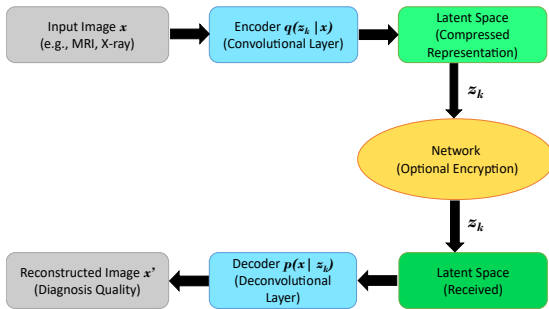 Input Image x
(e.g., MRI, X-ray)
Encoder q(z_k | x)
(Convolutional Layer)
Latent Space
(Compressed
Representation)
z_k
Network
(Optional Encryption)
z_k
Reconstructed Image x'
(Diagnosis Quality)
Decoder p(x | z_k)
(Deconvolutional
Layer)
Latent Space
(Received)